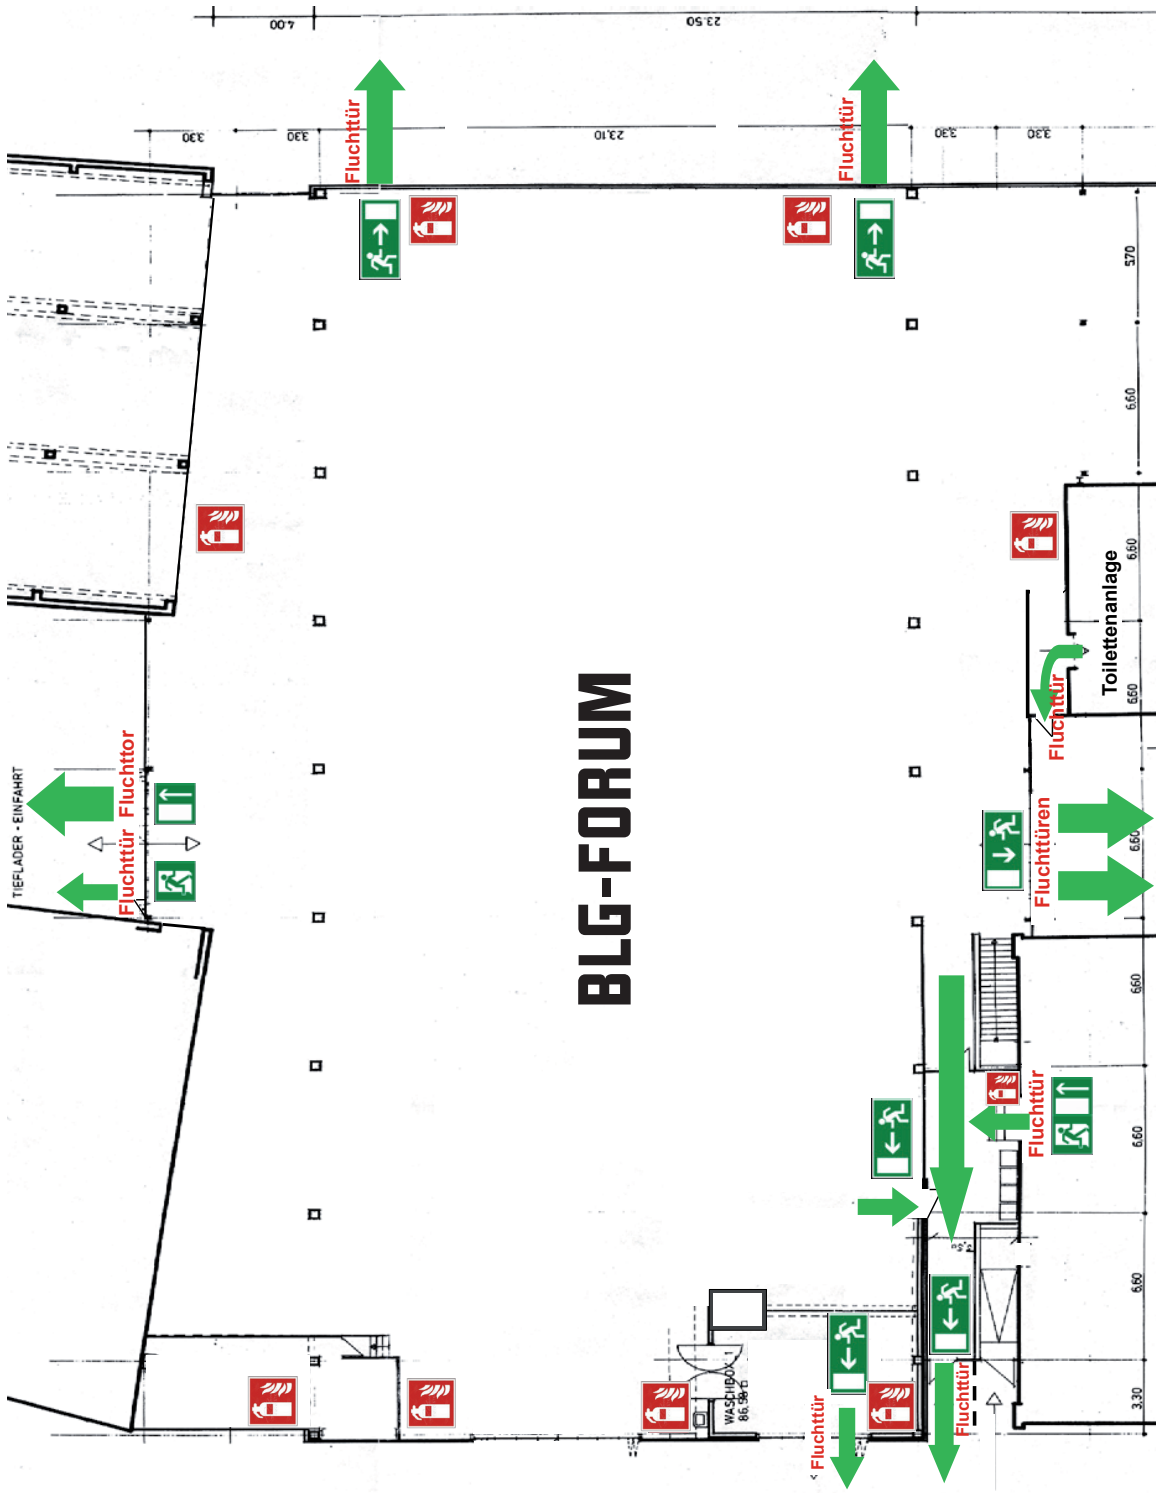 4.00
23.50
3.30
3.30
23.10
3.30
3.30
Fluchttür
Fluchttür
5.70
6.60
6.60
Toilettenanlage
6.60
Fluchttür
TIEFLADER - EINFAHRT
Fluchttor
Fluchttür
BLG-FORUM
Fluchttüren
6.60
6.60
Fluchttür
6.60
6.60
WASCHBOX 1
Fluchttür
Fluchttür
3.30